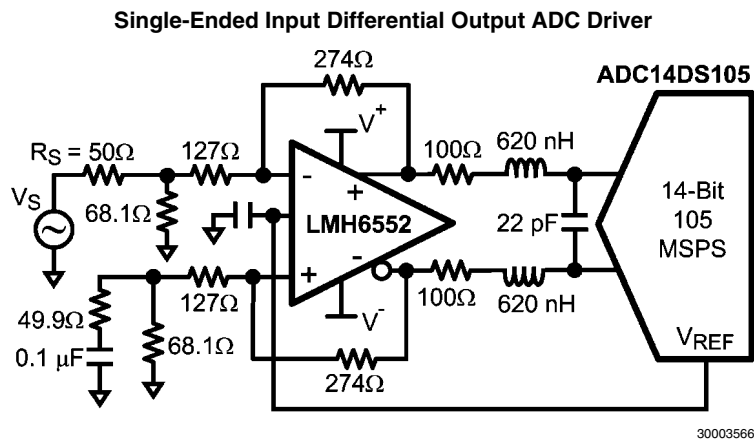 Single-Ended Input Differential Output ADC Driver
274Ω
ADC14DS105
V+
620 nH
RS = 50Ω
127Ω
100Ω
VS
-
+
14-Bit
105
MSPS
68.1Ω
LMH6552
22 pF
+
-
127Ω
100Ω
620 nH
49.9Ω
V-
0.1 µF
68.1Ω
VREF
274Ω
30003566